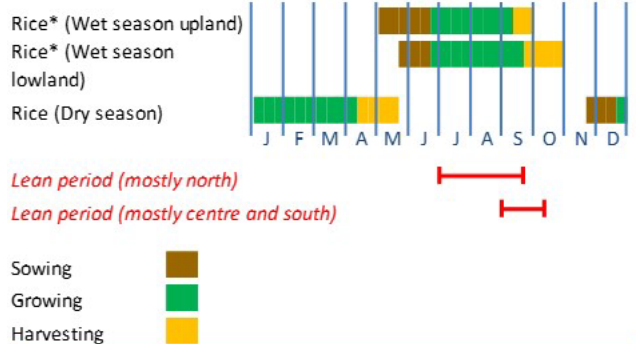 Rice* (Wet season upland)
Rice* (Wet season
lowland)
Rice (Dry season)
J F M A M J J A S O N D
Lean period (mostly north)
Lean period (mostly centre and south)
Sowing
Growing
Harvesting